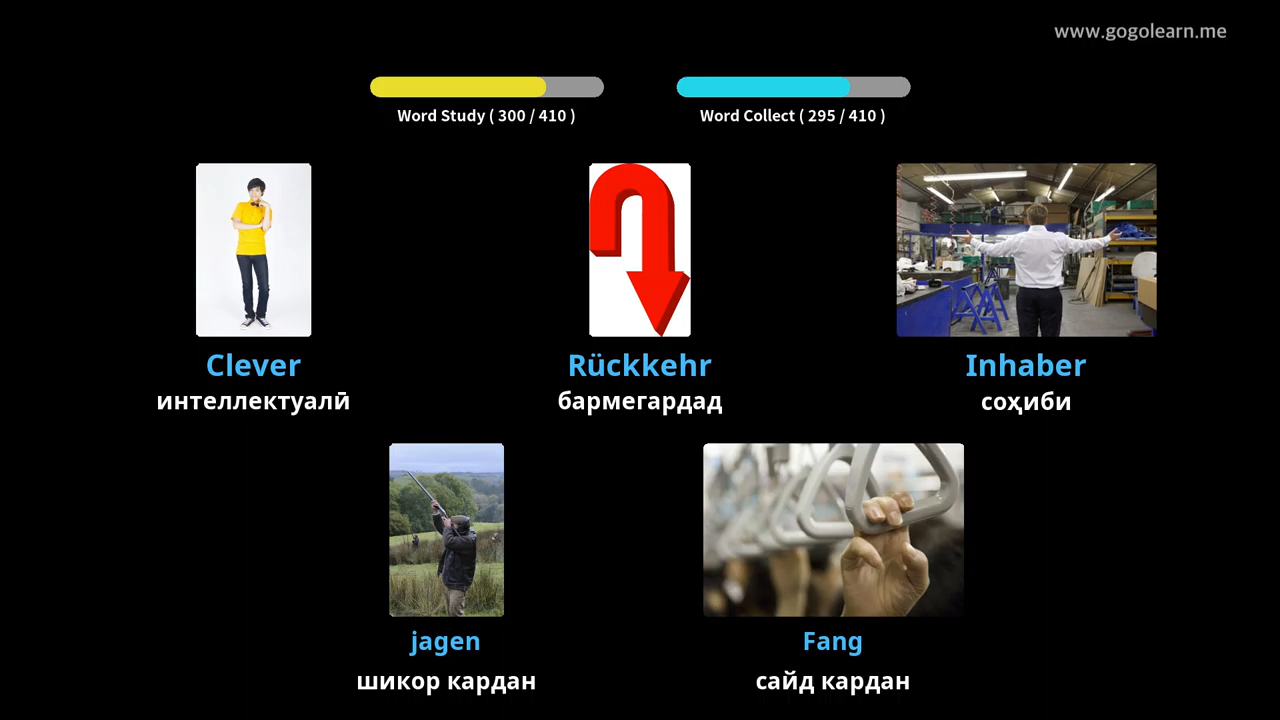 www.gogolearn.me
Word Study ( 300 / 410 )
Word Collect ( 295 / 410 )
Clever
интеллектуалӣ
Rückkehr
бармегардад
Inhaber
соҳиби
jagen
шикор кардан
Fang
сайд кардан